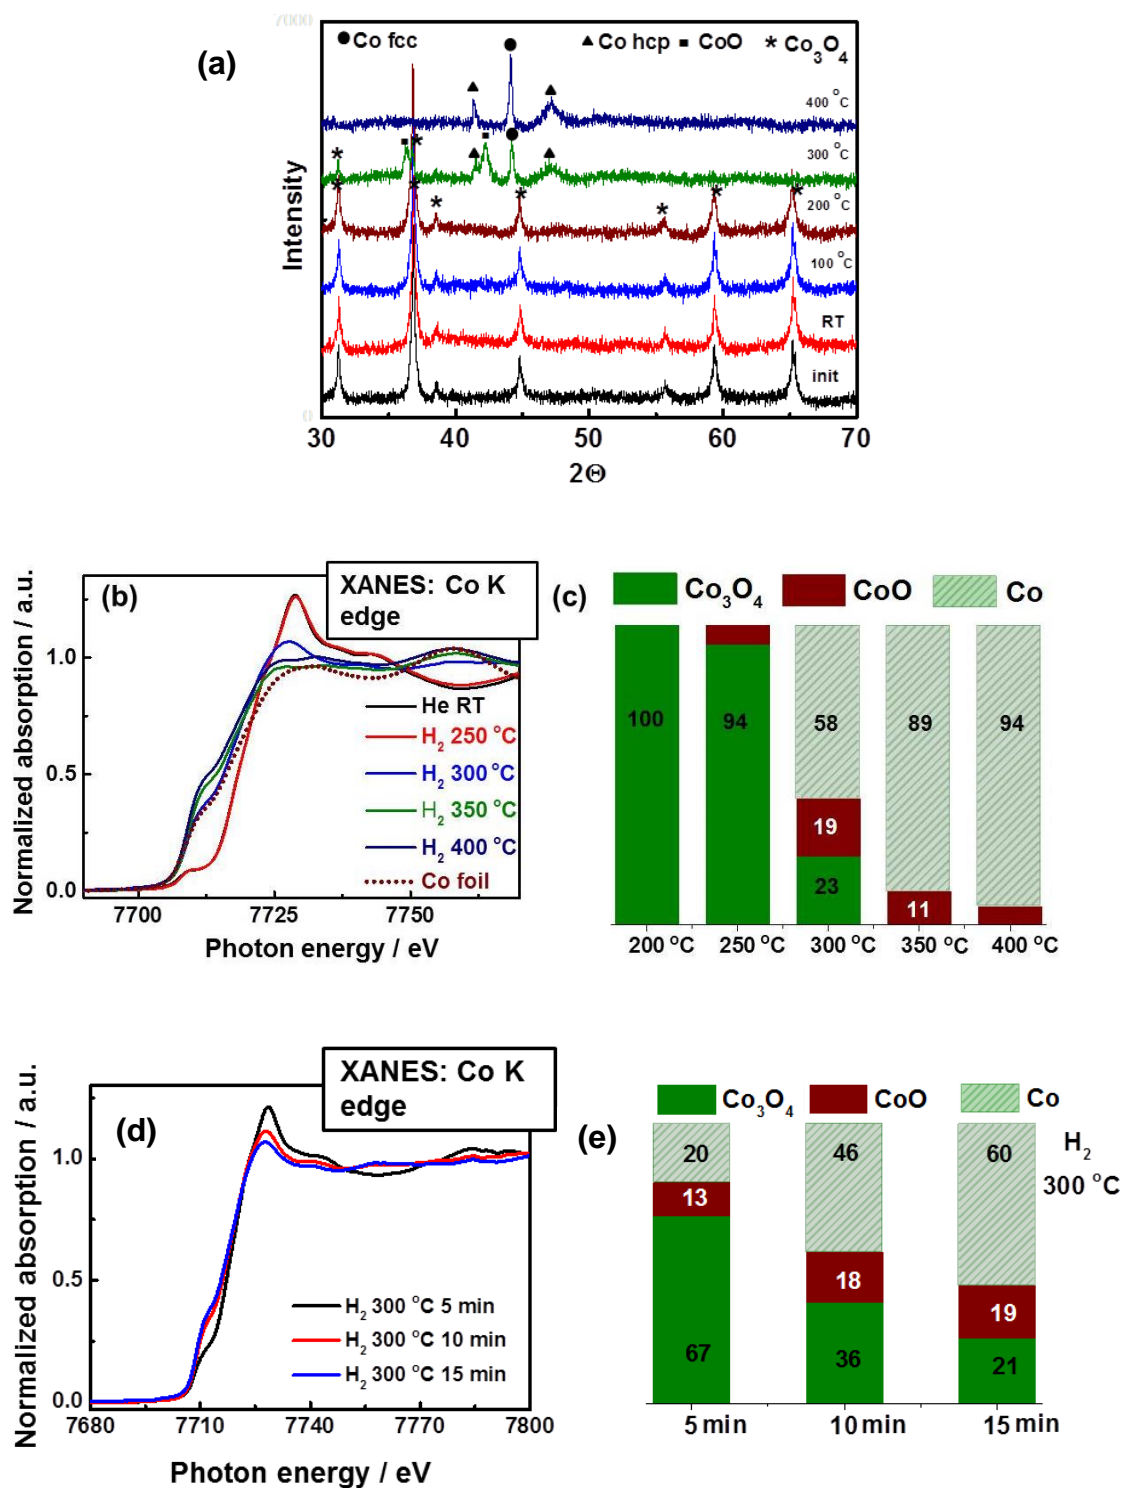 7000
● Co fcc ▲ Co hcp ■ CoO * Co₃O₄
(a)
400 °C
300 °C
200 °C
100 °C
RT
init
Intensity
0
30 40 50 60 70
2Θ
XANES: Co K
edge
(b)
Normalized absorption / a.u.
1.0
0.5
0.0
He RT
H₂ 250 °C
H₂ 300 °C
H₂ 350 °C
H₂ 400 °C
Co foil
7700 7725 7750
Photon energy / eV
(c)
Co₃O₄ CoO Co
100 94 58 89 94
19
23
11
200 °C 250 °C 300 °C 350 °C 400 °C
XANES: Co K
edge
(d)
Normalized absorption / a.u.
1.0
0.5
0.0
H₂ 300 °C 5 min
H₂ 300 °C 10 min
H₂ 300 °C 15 min
7680 7710 7740 7770 7800
Photon energy / eV
(e)
Co₃O₄ CoO Co
H₂
300 °C
20 46 60
13 18 19
67 36 21
5 min 10 min 15 min